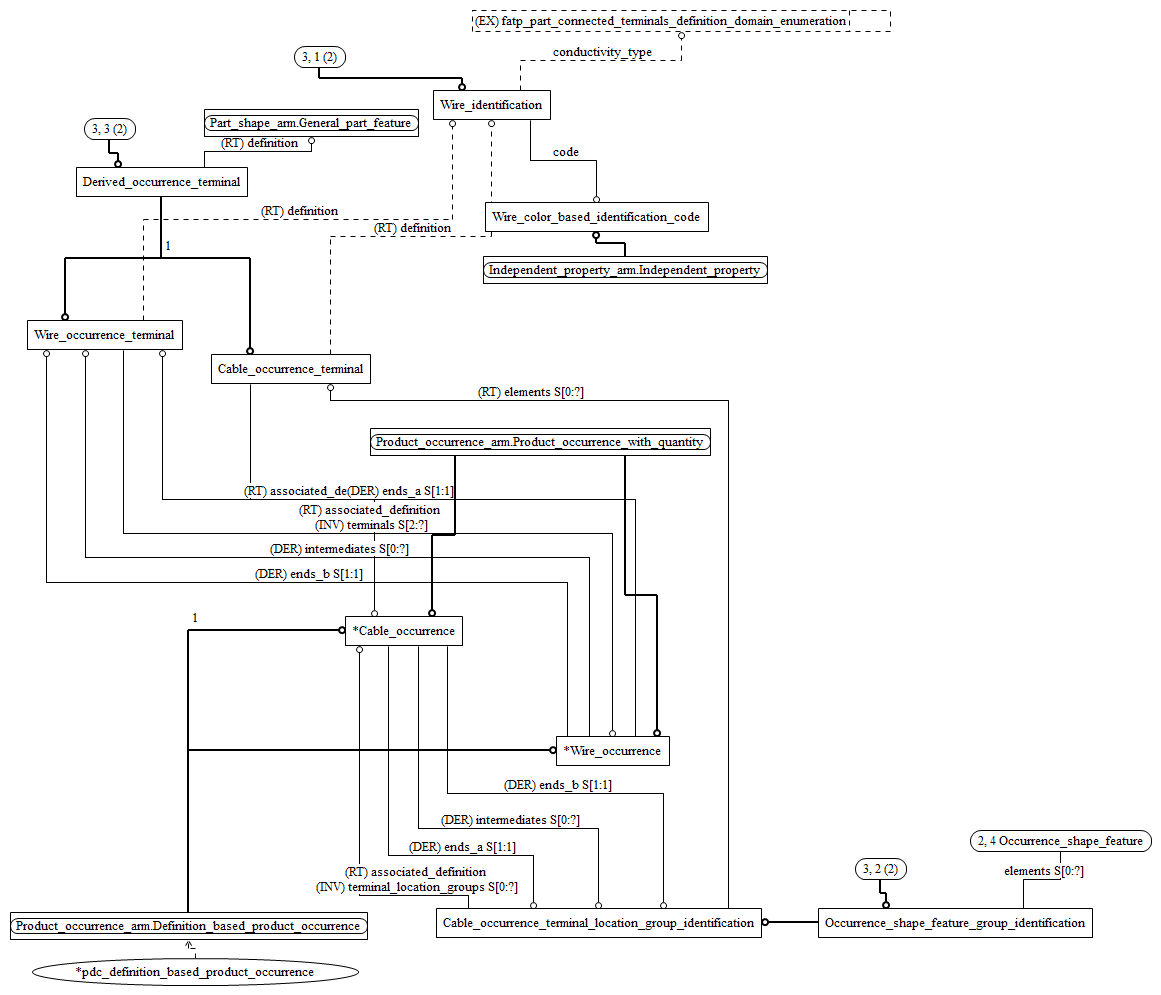 (EX) fatp_part_connected_terminals_definition_domain_enumeration
conductivity_type
3, 1 (2)
Wire_identification
Part_shape_arm.General_part_feature
3, 3 (2)
(RT) definition
code
Derived_occurrence_terminal
(RT) definition
Wire_color_based_identification_code
(RT) definition
1
Independent_property_arm.Independent_property
Wire_occurrence_terminal
Cable_occurrence_terminal
(RT) elements S[0:?]
Product_occurrence_arm.Product_occurrence_with_quantity
(RT) associated_de(DER) ends_a S[1:1]
(RT) associated_definition
(INV) terminals S[2:?]
(DER) intermediates S[0:?]
(DER) ends_b S[1:1]
1
*Cable_occurrence
*Wire_occurrence
(DER) ends_b S[1:1]
(DER) intermediates S[0:?]
2, 4 Occurrence_shape_feature
(DER) ends_a S[1:1]
3, 2 (2)
(RT) associated_definition
elements S[0:?]
(INV) terminal_location_groups S[0:?]
Product_occurrence_arm.Definition_based_product_occurrence
Cable_occurrence_terminal_location_group_identification
Occurrence_shape_feature_group_identification
*pdc_definition_based_product_occurrence